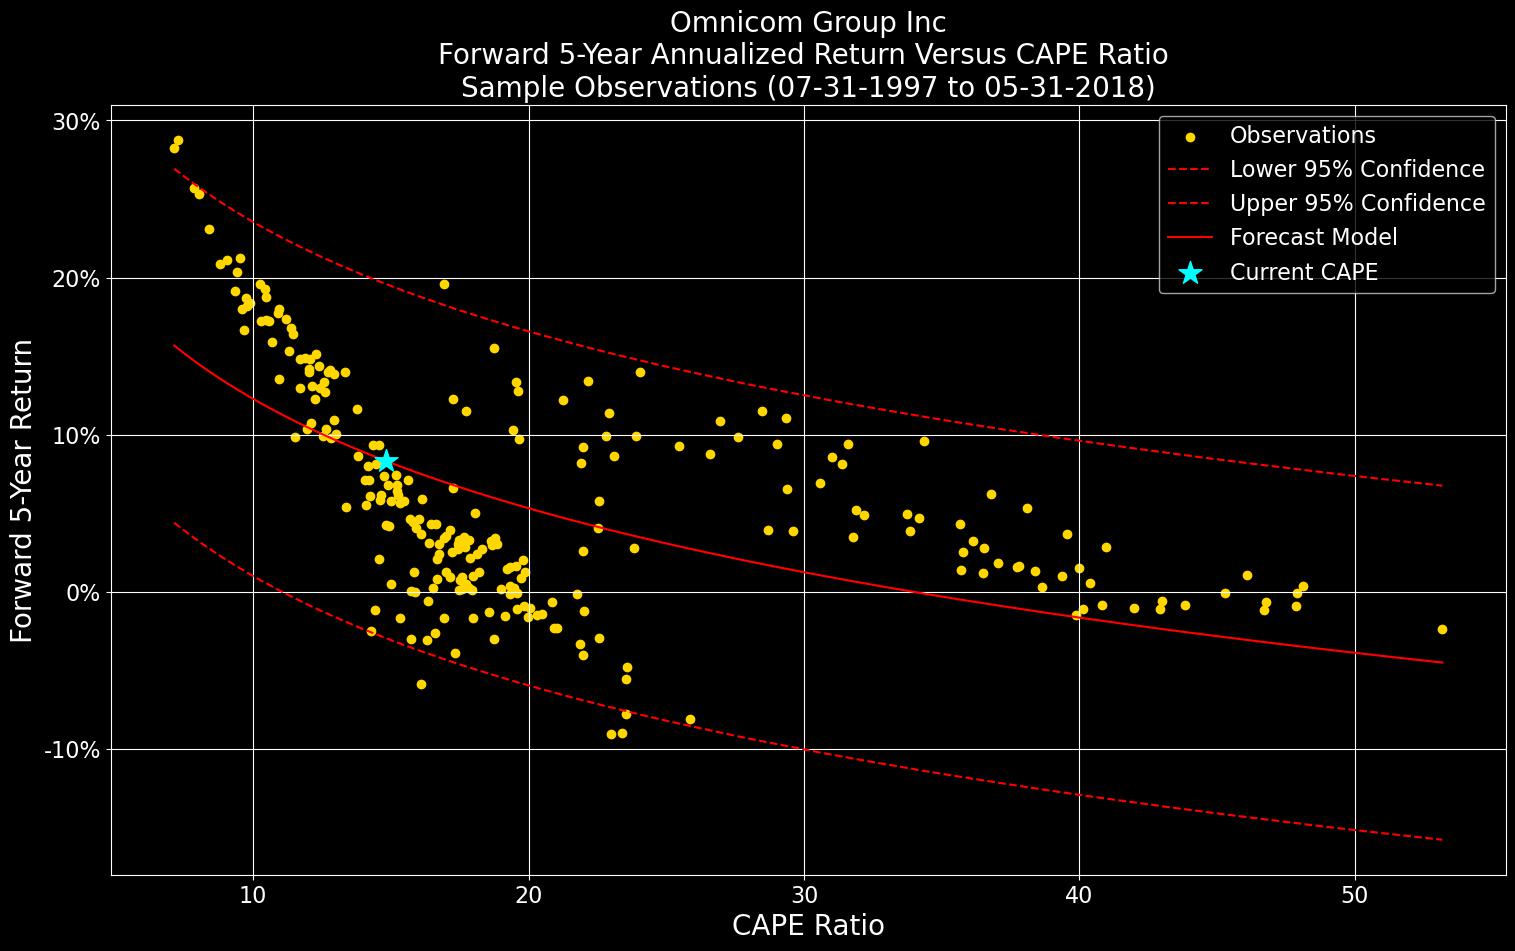 Omnicom Group Inc
Forward 5-Year Annualized Return Versus CAPE Ratio
Sample Observations (07-31-1997 to 05-31-2018)
30%
20%
10%
0%
-10%
Forward 5-Year Return
Observations
Lower 95% Confidence
Upper 95% Confidence
Forecast Model
Current CAPE
10 20 30 40 50
CAPE Ratio